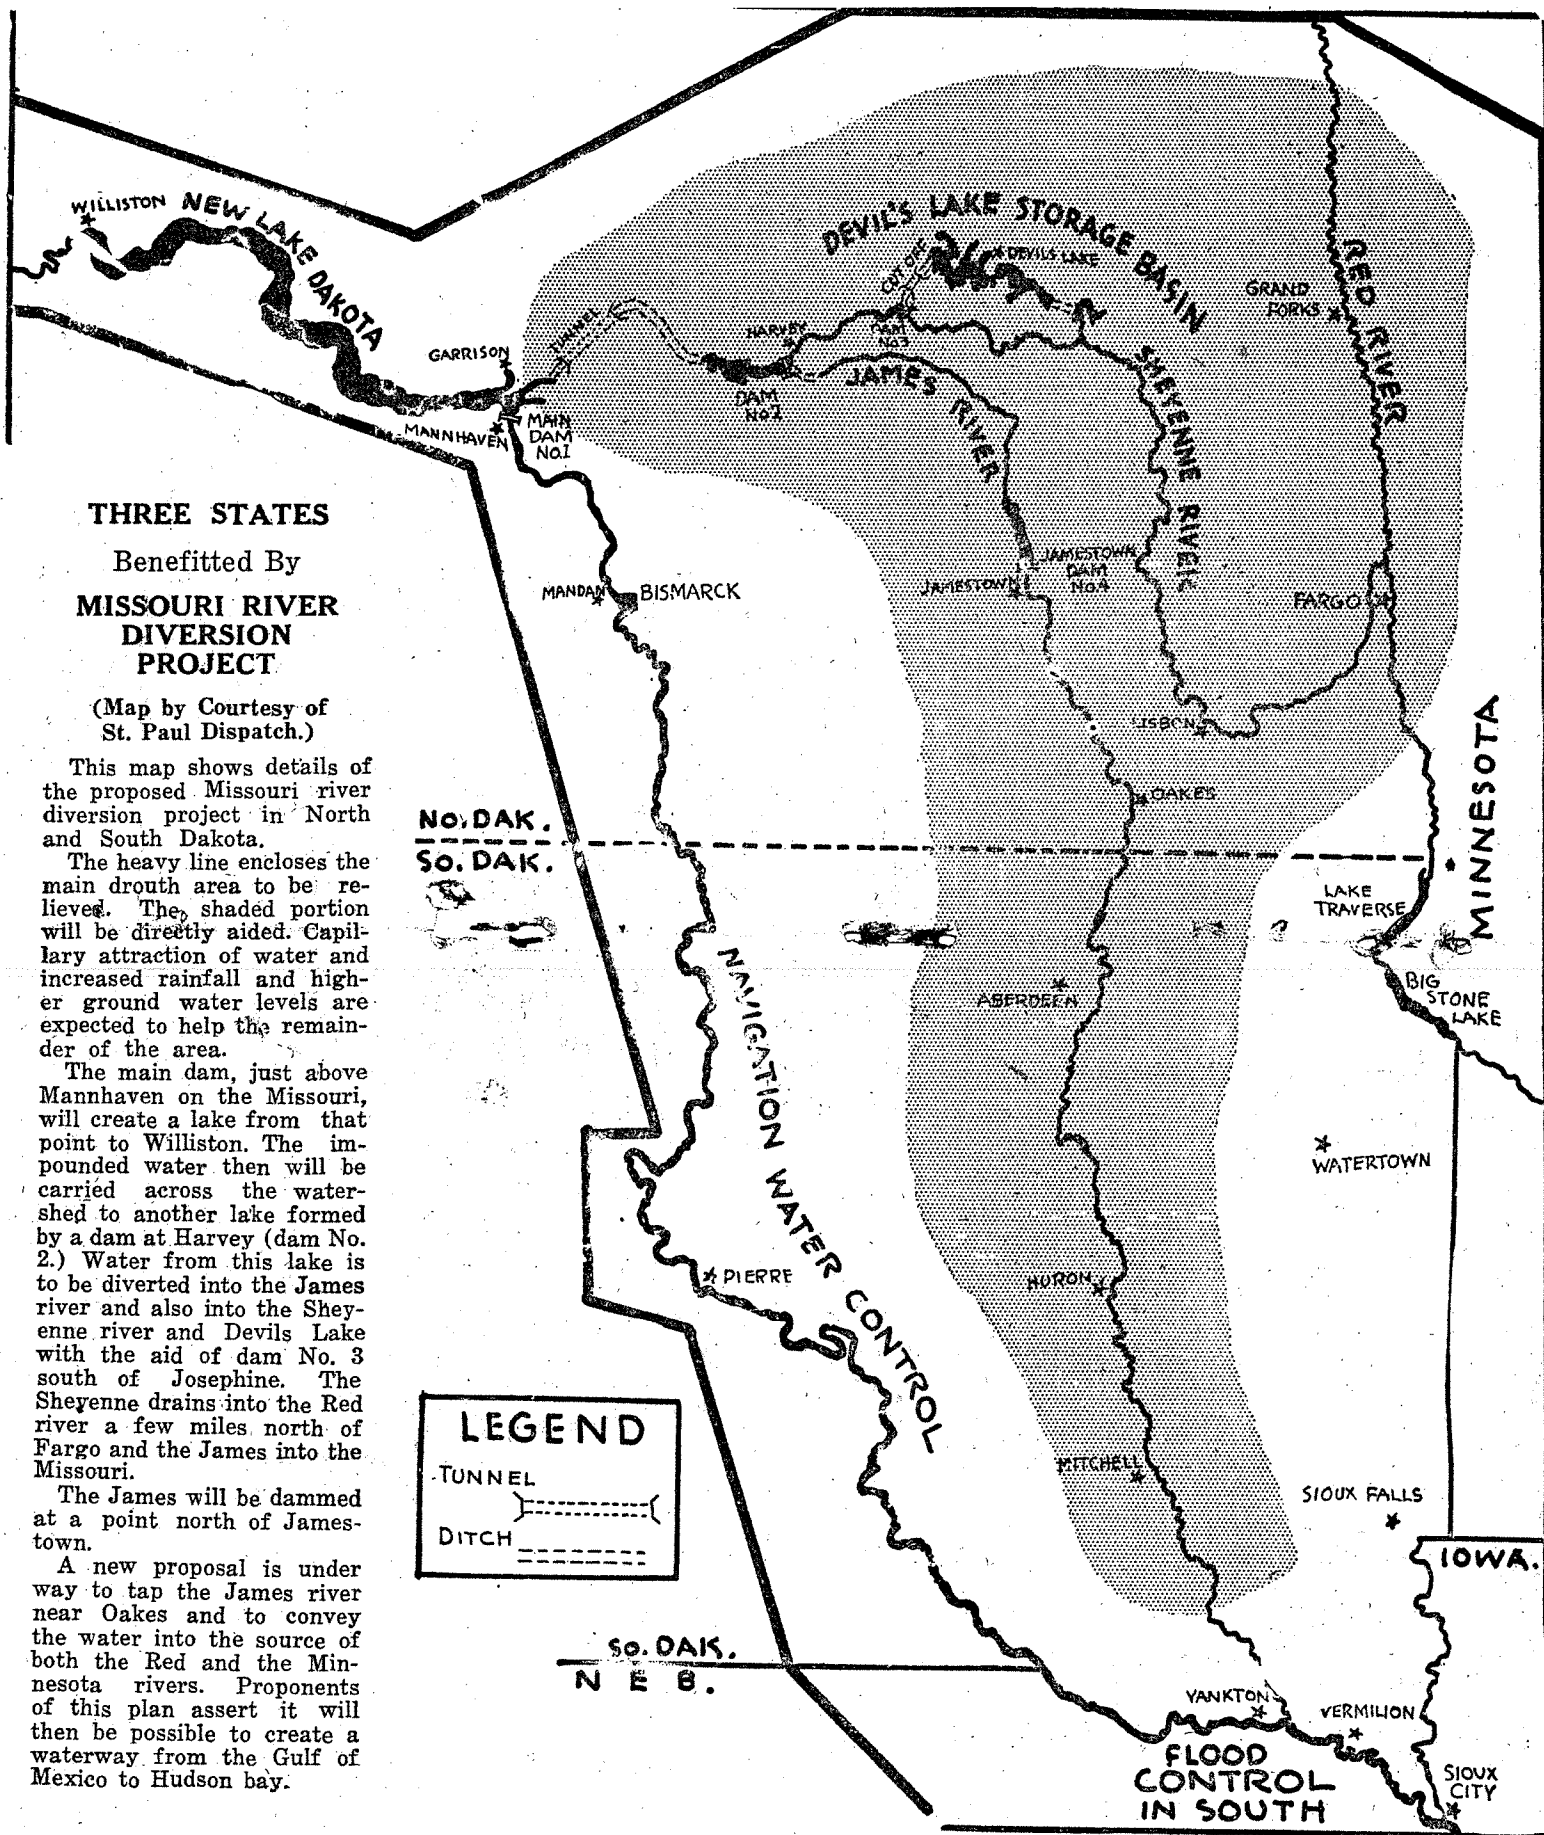 THREE STATES
Benefitted By
MISSOURI RIVER
DIVERSION
PROJECT
(Map by Courtesy of
St. Paul Dispatch.)
This map shows details of
the proposed Missouri river
diversion project in North
and South Dakota.
The heavy line encloses the
main drouth area to be re-
lieved. The shaded portion
will be directly aided. Capil-
lary attraction of water and
increased rainfall and high-
er ground water levels are
expected to help the remain-
der of the area.
The main dam, just above
Mannhaven on the Missouri,
will create a lake from that
point to Williston. The im-
pounded water then will be
carried across the water-
shed to another lake formed
by a dam at Harvey (dam No.
2.) Water from this lake is
to be diverted into the James
river and also into the Shey-
enne river and Devils Lake
with the aid of dam No. 3
south of Josephine. The
Sheyenne drains into the Red
river a few miles north of
Fargo and the James into the
Missouri.
The James will be dammed
at a point north of James-
town.
A new proposal is under
way to tap the James river
near Oakes and to convey
the water into the source of
both the Red and the Min-
nesota rivers. Proponents
of this plan assert it will
then be possible to create a
waterway from the Gulf of
Mexico to Hudson bay.
WILLISTON
NEW LAKE DAKOTA
GARRISON
MANNHAVEN
MAIN
DAM
No.1
TUNNEL
DEVIL'S LAKE STORAGE BASIN
CUT OFF
DEVILS LAKE
HARVEY
DAM
No3
DAM
No2
JAMES RIVER
SHEYENNE RIVER
GRAND
FORKS
RED RIVER
JAMESTOWN
DAM
No.4
JAMESTOWN
FARGO
MANDAN
BISMARCK
LISBON
OAKES
MINNESOTA
No. DAK.
So. DAK.
LAKE
TRAVERSE
BIG
STONE
LAKE
ABERDEEN
NAVIGATION WATER CONTROL
WATERTOWN
PIERRE
HURON
MITCHELL
SIOUX FALLS
IOWA.
LEGEND
TUNNEL
DITCH
So. DAK.
NEB.
YANKTON
VERMILION
FLOOD
CONTROL
IN SOUTH
SIOUX
CITY